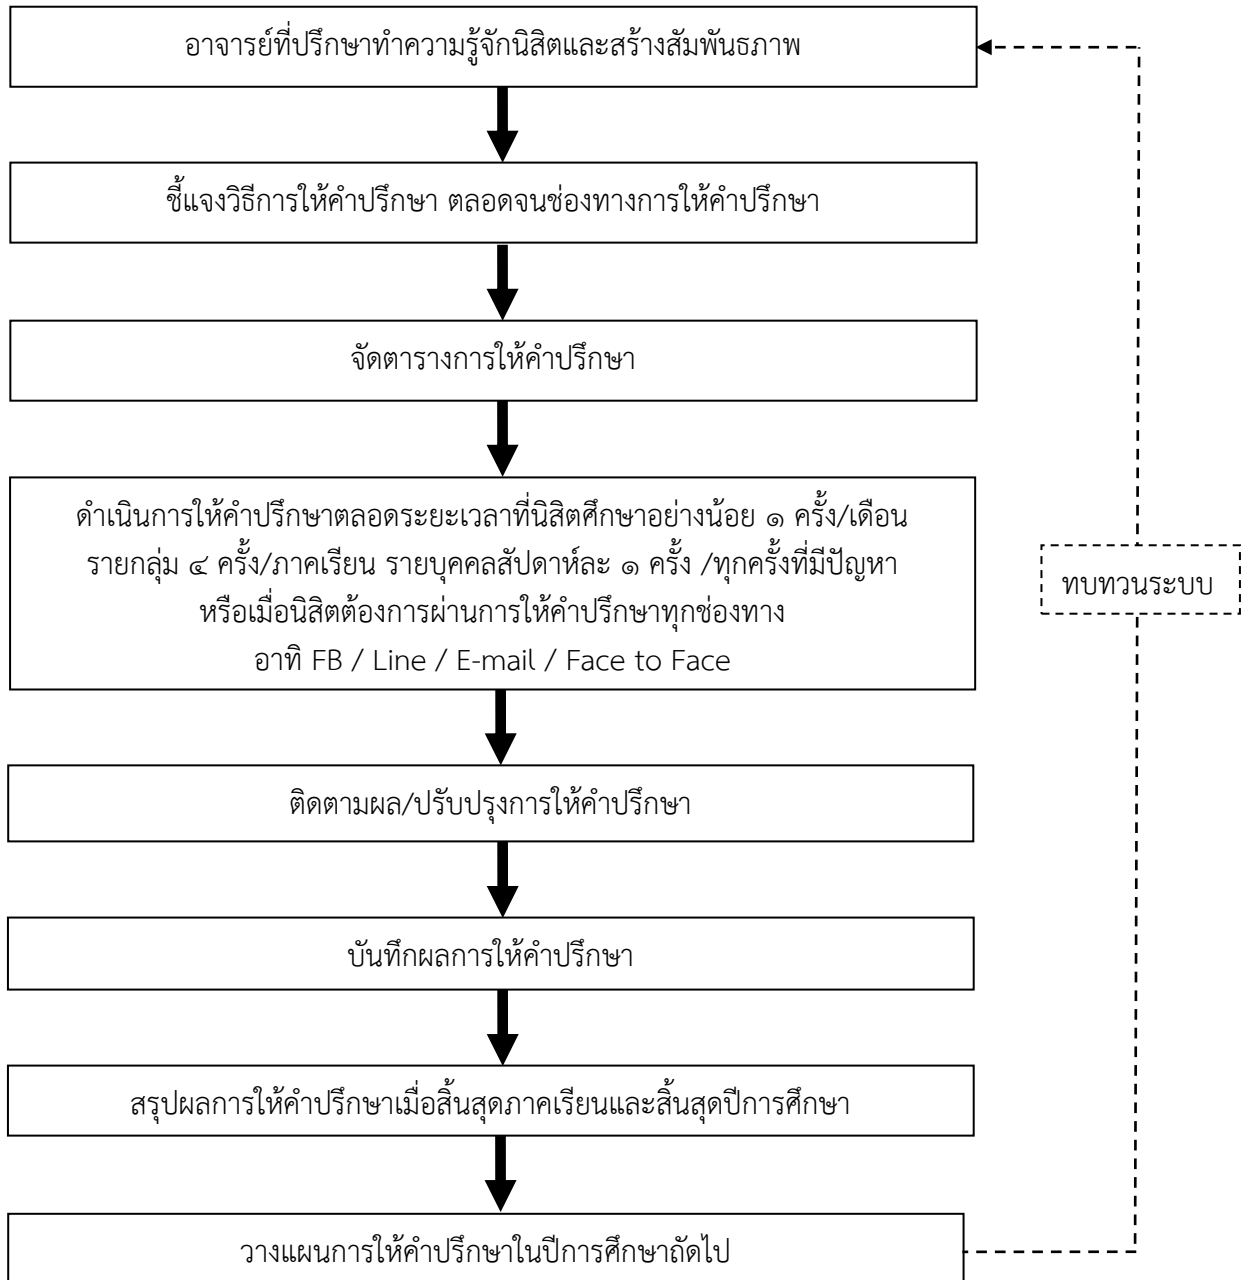 อาจารย์ที่ปรึกษาทำความรู้จักนิสิตและสร้างสัมพันธภาพ
ชี้แจงวิธีการให้คำปรึกษา ตลอดจนช่องทางการให้คำปรึกษา
จัดตารางการให้คำปรึกษา
ดำเนินการให้คำปรึกษาตลอดระยะเวลาที่นิสิตศึกษาอย่างน้อย ๑ ครั้ง/เดือน
รายกลุ่ม ๔ ครั้ง/ภาคเรียน รายบุคคลสัปดาห์ละ ๑ ครั้ง /ทุกครั้งที่มีปัญหา
หรือเมื่อนิสิตต้องการผ่านการให้คำปรึกษาทุกช่องทาง
อาทิ FB / Line / E-mail / Face to Face
ทบทวนระบบ
ติดตามผล/ปรับปรุงการให้คำปรึกษา
บันทึกผลการให้คำปรึกษา
สรุปผลการให้คำปรึกษาเมื่อสิ้นสุดภาคเรียนและสิ้นสุดปีการศึกษา
วางแผนการให้คำปรึกษาในปีการศึกษาถัดไป